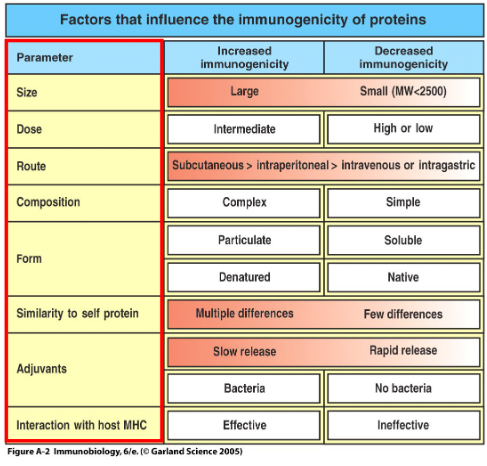 Factors that influence the immunogenicity of proteins
Parameter
Increased
immunogenicity
Decreased
immunogenicity
Size
Large
Small (MW<2500)
Dose
Intermediate
High or low
Route
Subcutaneous > intraperitoneal > intravenous or intragastric
Composition
Complex
Simple
Form
Particulate
Soluble
Denatured
Native
Similarity to self protein
Multiple differences
Few differences
Adjuvants
Slow release
Rapid release
Bacteria
No bacteria
Interaction with host MHC
Effective
Ineffective
Figure A-2 Immunobiology, 6/e. (© Garland Science 2005)